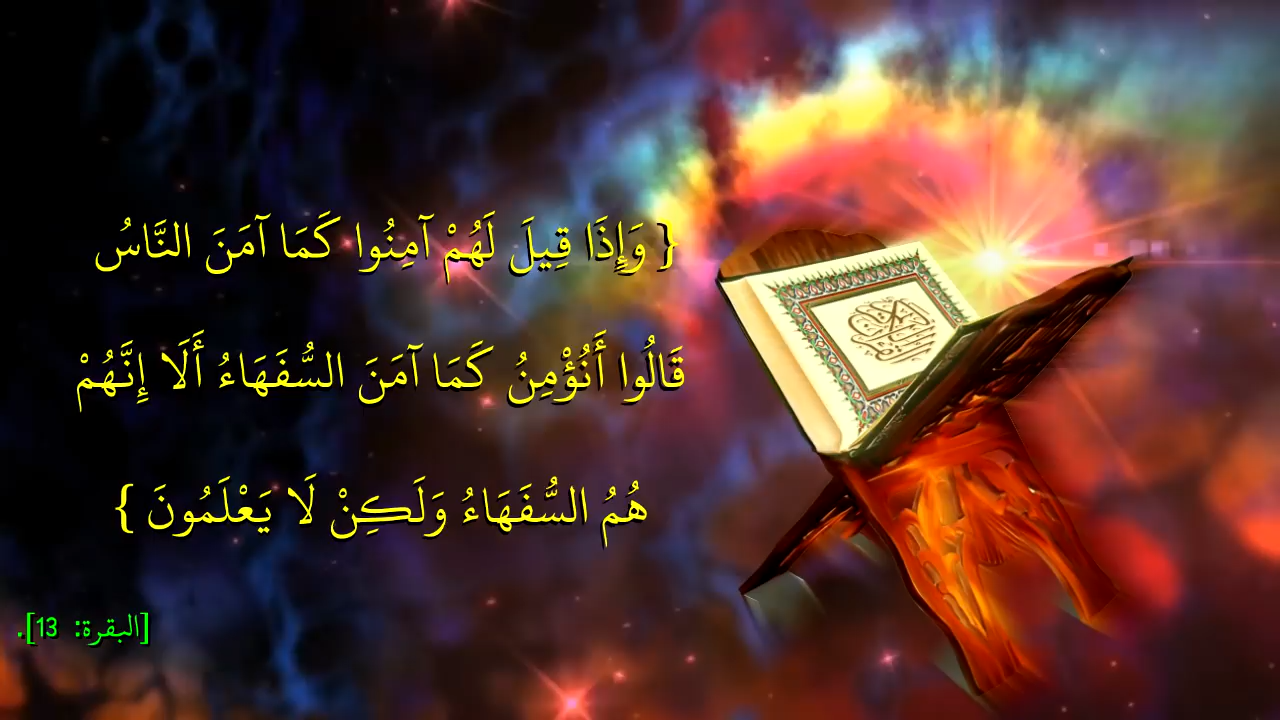 { وَإِذَا قِيلَ لَهُمْ آمِنُوا كَمَا آمَنَ النَّاسُ
قَالُوا أَنُؤْمِنُ كَمَا آمَنَ السُّفَهَاءُ أَلَا إِنَّهُمْ
هُمُ السُّفَهَاءُ وَلَكِنْ لَا يَعْلَمُونَ }
[البقرة: 13].